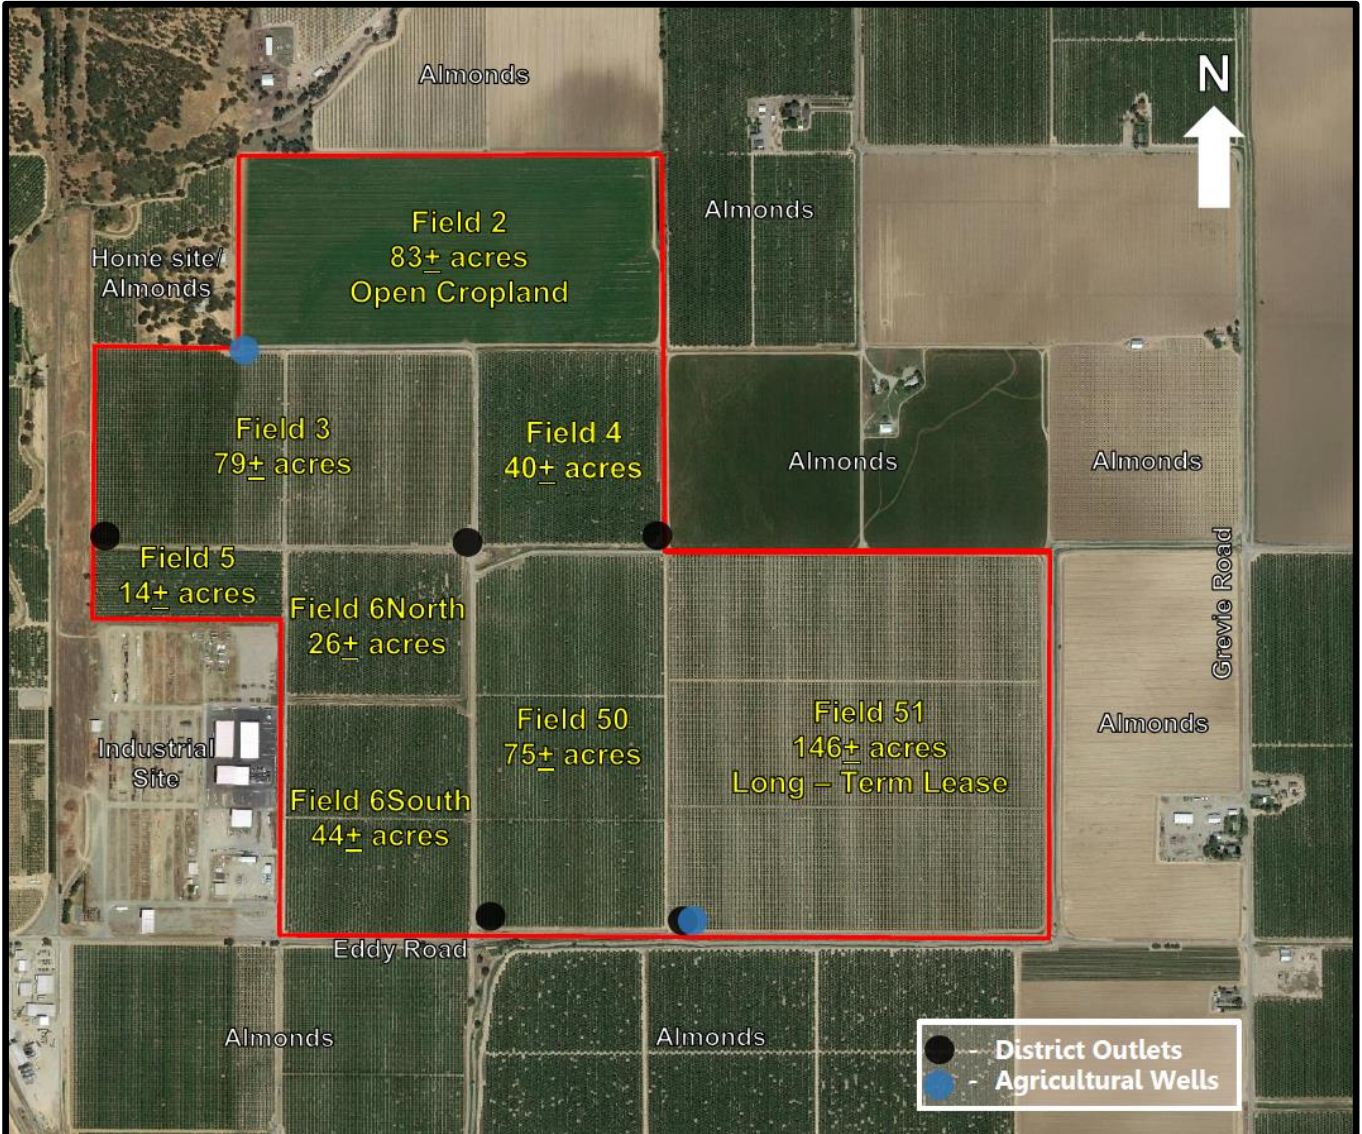 Almonds
N
Field 2
83± acres
Open Cropland
Almonds
Home site/
Almonds
Field 3
79± acres
Field 4
40± acres
Almonds
Almonds
Field 5
14± acres
Field 6North
26± acres
Grevie Road
Field 50
75± acres
Field 51
146± acres
Long – Term Lease
Almonds
Industrial
Site
Field 6South
44± acres
Eddy Road
Almonds
Almonds
- District Outlets
- Agricultural Wells